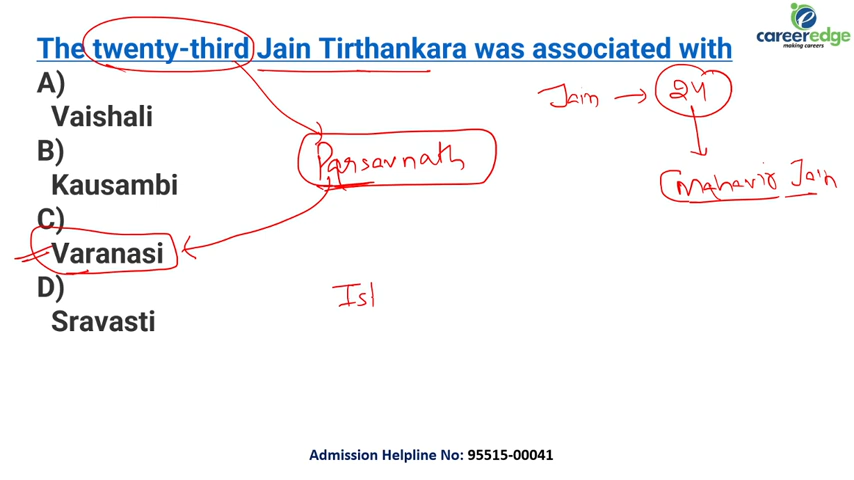 careeredge
making careers
The twenty-third Jain Tirthankara was associated with
A)
Vaishali
Jain → 24
B)
Parsavnath
Kausambi
Mahavir Jain
C)
Varanasi
D)
Isl
Sravasti
Admission Helpline No: 95515-00041